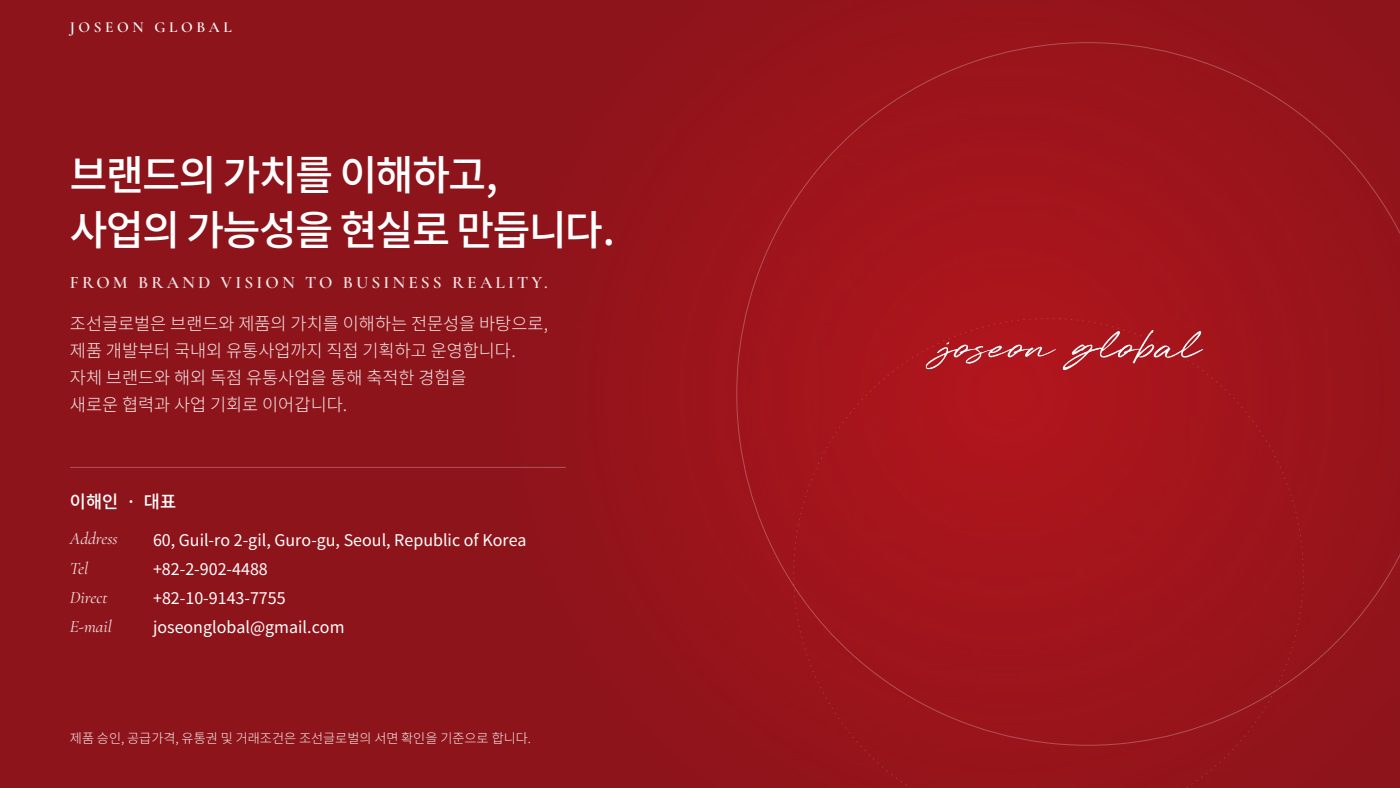 JOSEON GLOBAL
브랜드의 가치를 이해하고,
사업의 가능성을 현실로 만듭니다.
FROM BRAND VISION TO BUSINESS REALITY.
조선글로벌은 브랜드와 제품의 가치를 이해하는 전문성을 바탕으로,
제품 개발부터 국내외 유통사업까지 직접 기획하고 운영합니다.
자체 브랜드와 해외 독점 유통사업을 통해 축적한 경험을
새로운 협력과 사업 기회로 이어갑니다.
joseon global
이해인 · 대표
Address 60, Guil-ro 2-gil, Guro-gu, Seoul, Republic of Korea
Tel +82-2-902-4488
Direct +82-10-9143-7755
E-mail joseonglobal@gmail.com
제품 승인, 공급가격, 유통권 및 거래조건은 조선글로벌의 서면 확인을 기준으로 합니다.